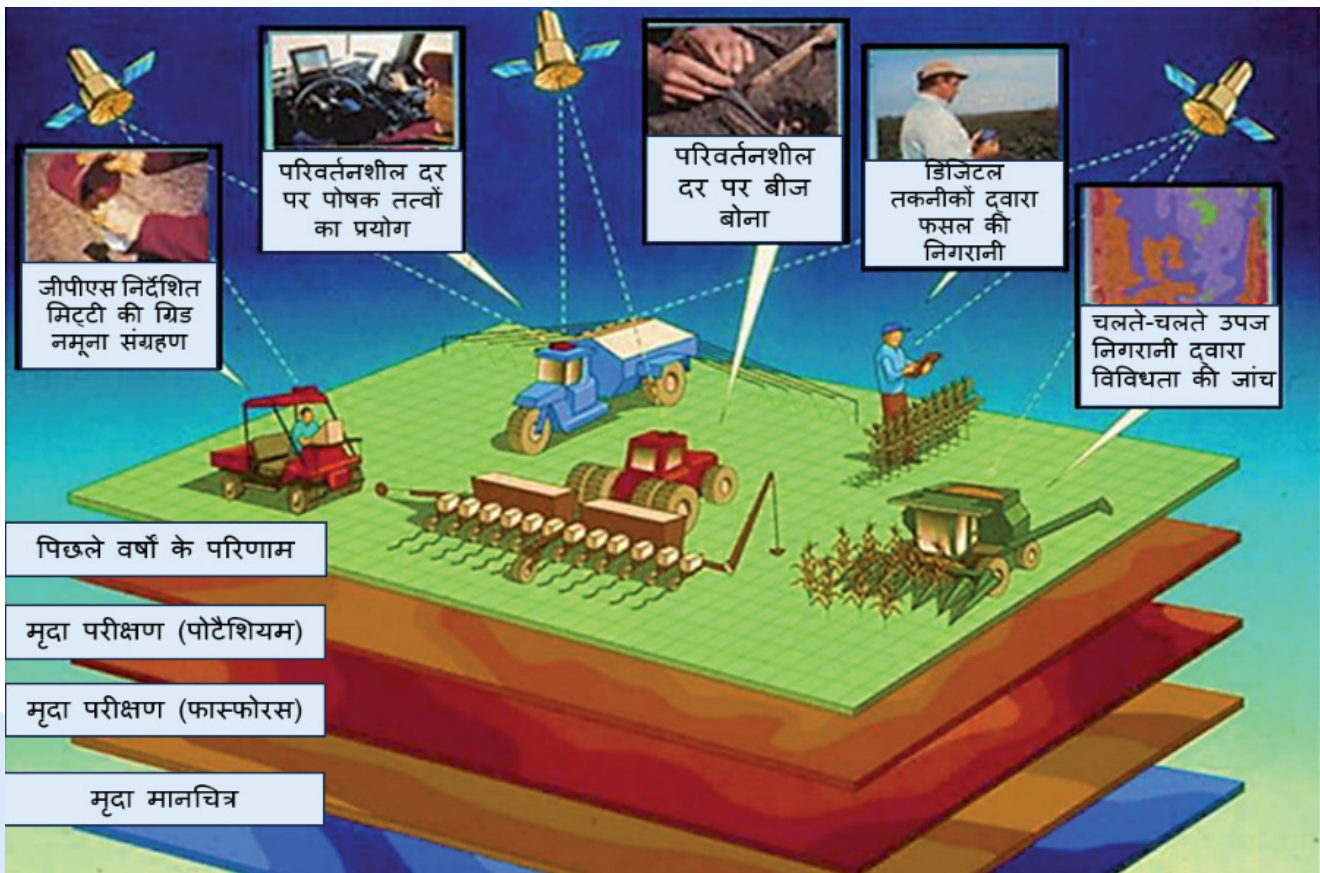 परिवर्तनशील दर
पर पोषक तत्वों
का प्रयोग
परिवर्तनशील
दर पर बीज
बोना
डिजिटल
तकनीकों द्वारा
फसल की
निगरानी
जीपीएस निर्देशित
मिट्टी की ग्रिड
नमूना संग्रहण
चलते-चलते उपज
निगरानी द्वारा
विविधता की जांच
पिछले वर्षों के परिणाम
मृदा परीक्षण (पोटैशियम)
मृदा परीक्षण (फास्फोरस)
मृदा मानचित्र